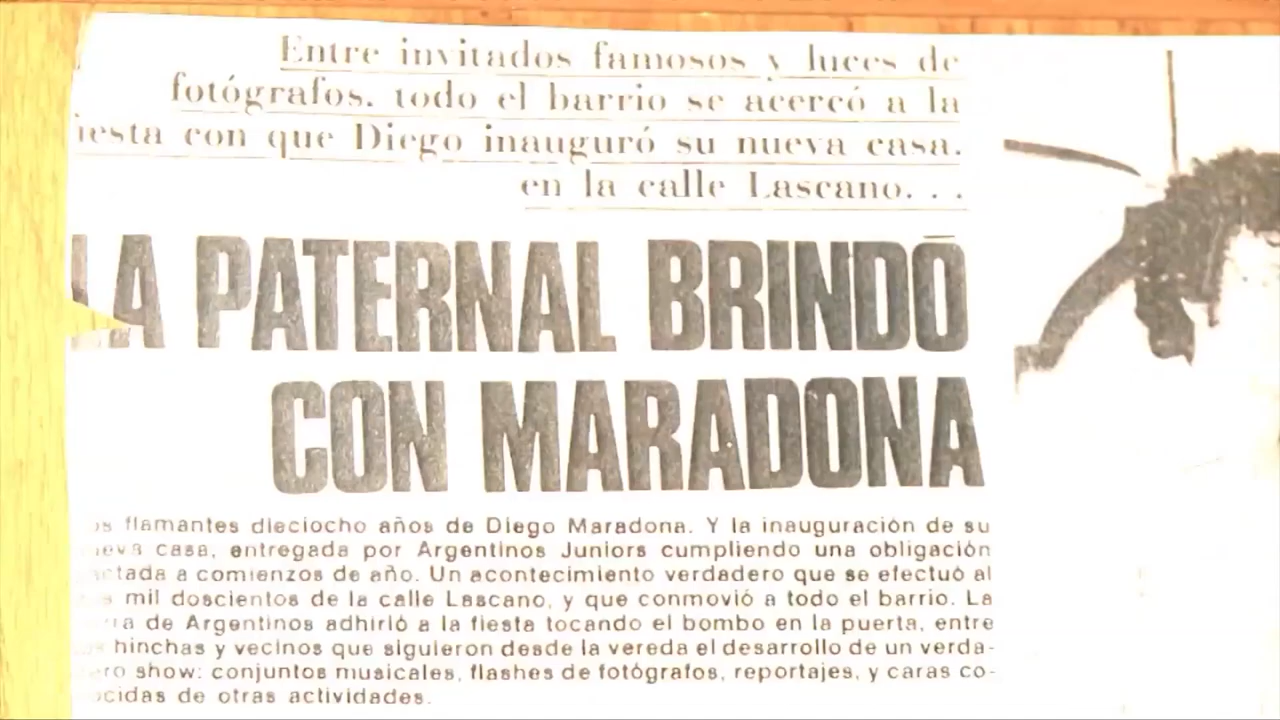 Entre invitados famosos y luces de
fotógrafos. todo el barrio se acercó a la
iesta con que Diego inauguró su nueva casa.
en la calle Lascano. . .
LA PATERNAL BRINDÓ
CON MARADONA
os flamantes dieciocho años de Diego Maradona. Y la inauguración de su
ueva casa, entregada por Argentinos Juniors cumpliendo una obligación
actada a comienzos de año. Un acontecimiento verdadero que se efectuó al
mil doscientos de la calle Lascano, y que conmovió a todo el barrio. La
de Argentinos adhirió a la fiesta tocando el bombo en la puerta, entre
hinchas y vecinos que siguieron desde la vereda el desarrollo de un verda-
ero show: conjuntos musicales, flashes de fotógrafos, reportajes, y caras co-
ocidas de otras actividades.